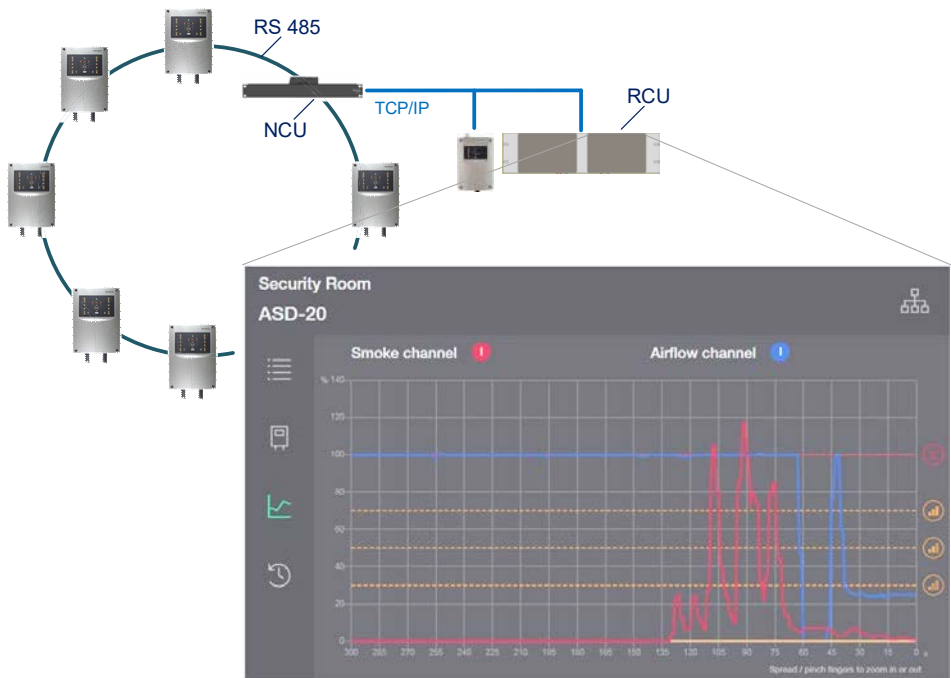 RS 485
NCU
TCP/IP
RCU
Security Room
ASD-20
Smoke channel I
Airflow channel I
% 140
120
100
80
60
40
20
0
300 285 270 255 240 225 210 195 180 165 150 135 120 105 90 75 60 45 30 15 0 s
Spread / pinch fingers to zoom in or out